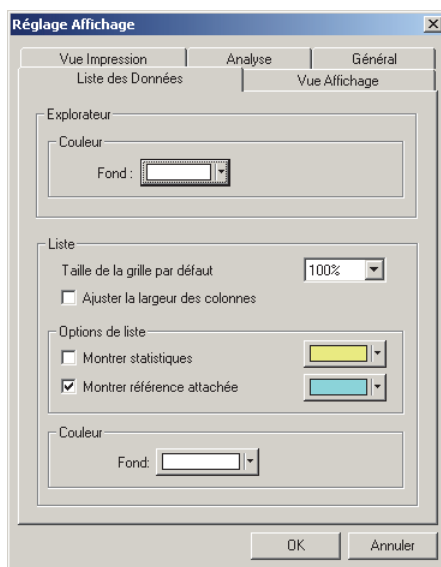 Réglage Affichage
Vue Impression
Analyse
Général
Liste des Données
Vue Affichage
Explorateur
Couleur
Fond :
Liste
Taille de la grille par défaut
100%
Ajuster la largeur des colonnes
Options de liste
Montrer statistiques
Montrer référence attachée
Couleur
Fond:
OK
Annuler